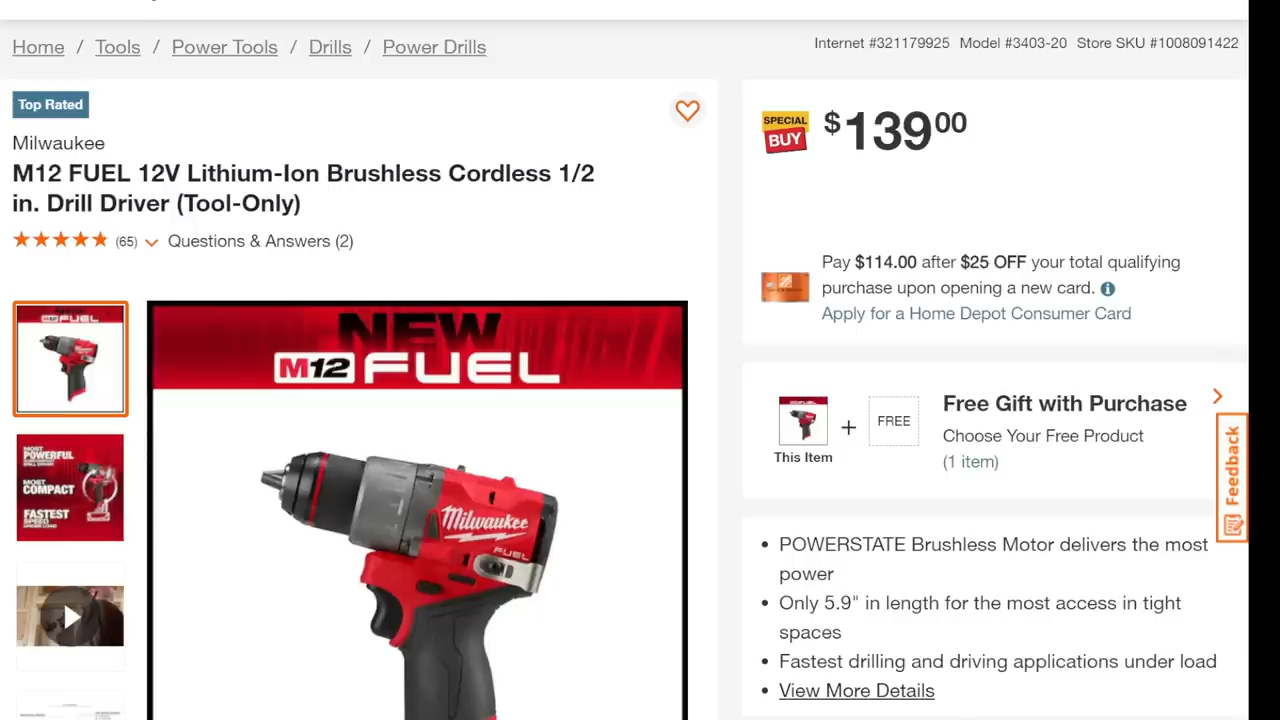 Home / Tools / Power Tools / Drills / Power Drills
Internet #321179925 Model #3403-20 Store SKU #1008091422
Top Rated
Milwaukee
M12 FUEL 12V Lithium-Ion Brushless Cordless 1/2
in. Drill Driver (Tool-Only)
(65) Questions & Answers (2)
FUEL
MOST
POWERFUL
MOST
COMPACT
FASTEST
SPEED
UNDER LOAD
NEW
M12 FUEL
Milwaukee
FUEL
SPECIAL
BUY
$139.00
Pay $114.00 after $25 OFF your total qualifying
purchase upon opening a new card.
Apply for a Home Depot Consumer Card
This Item
+
FREE
Free Gift with Purchase
Choose Your Free Product
(1 item)
Feedback
• POWERSTATE Brushless Motor delivers the most
power
• Only 5.9" in length for the most access in tight
spaces
• Fastest drilling and driving applications under load
• View More Details